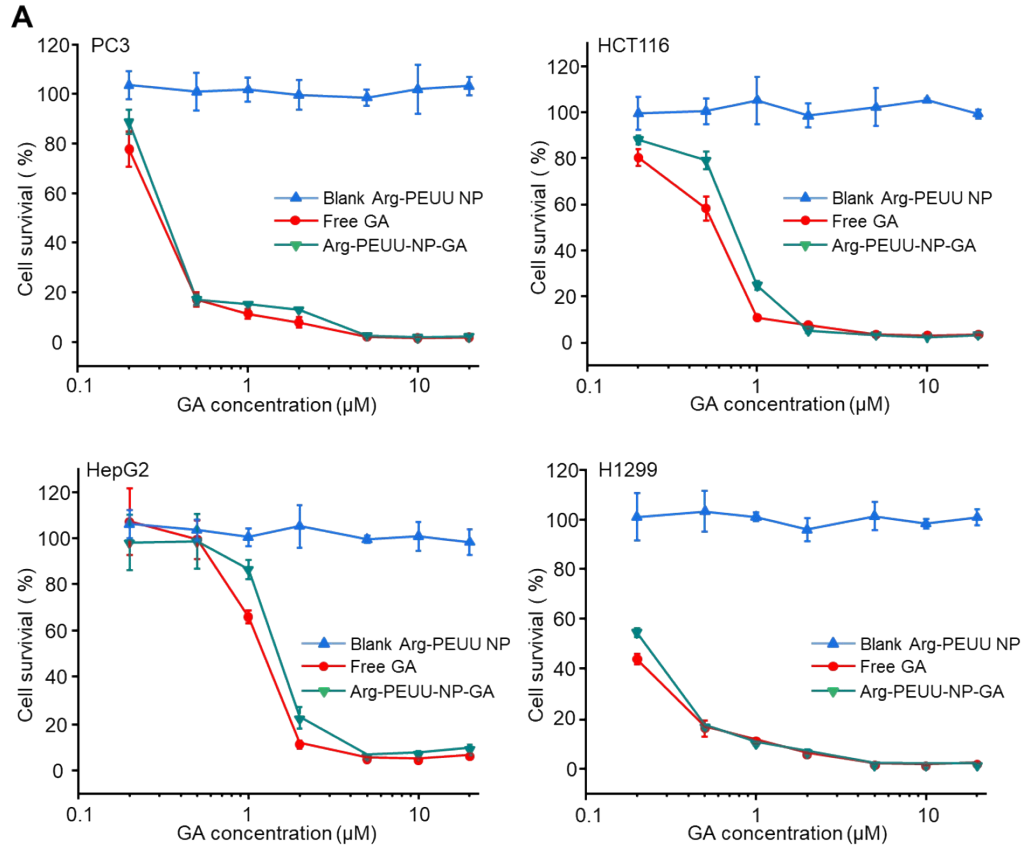 A
PC3
120
100
80
60
40
20
0
Cell survivial ( %)
Blank Arg-PEUU NP
Free GA
Arg-PEUU-NP-GA
0.1
1
10
GA concentration (µM)
HCT116
120
100
80
60
40
20
0
Cell survivial ( %)
Blank Arg-PEUU NP
Free GA
Arg-PEUU-NP-GA
0.1
1
10
GA concentration (µM)
HepG2
120
100
80
60
40
20
0
Cell survivial ( %)
Blank Arg-PEUU NP
Free GA
Arg-PEUU-NP-GA
0.1
1
10
GA concentration (µM)
H1299
120
100
80
60
40
20
0
Cell survivial ( %)
Blank Arg-PEUU NP
Free GA
Arg-PEUU-NP-GA
0.1
1
10
GA concentration (µM)